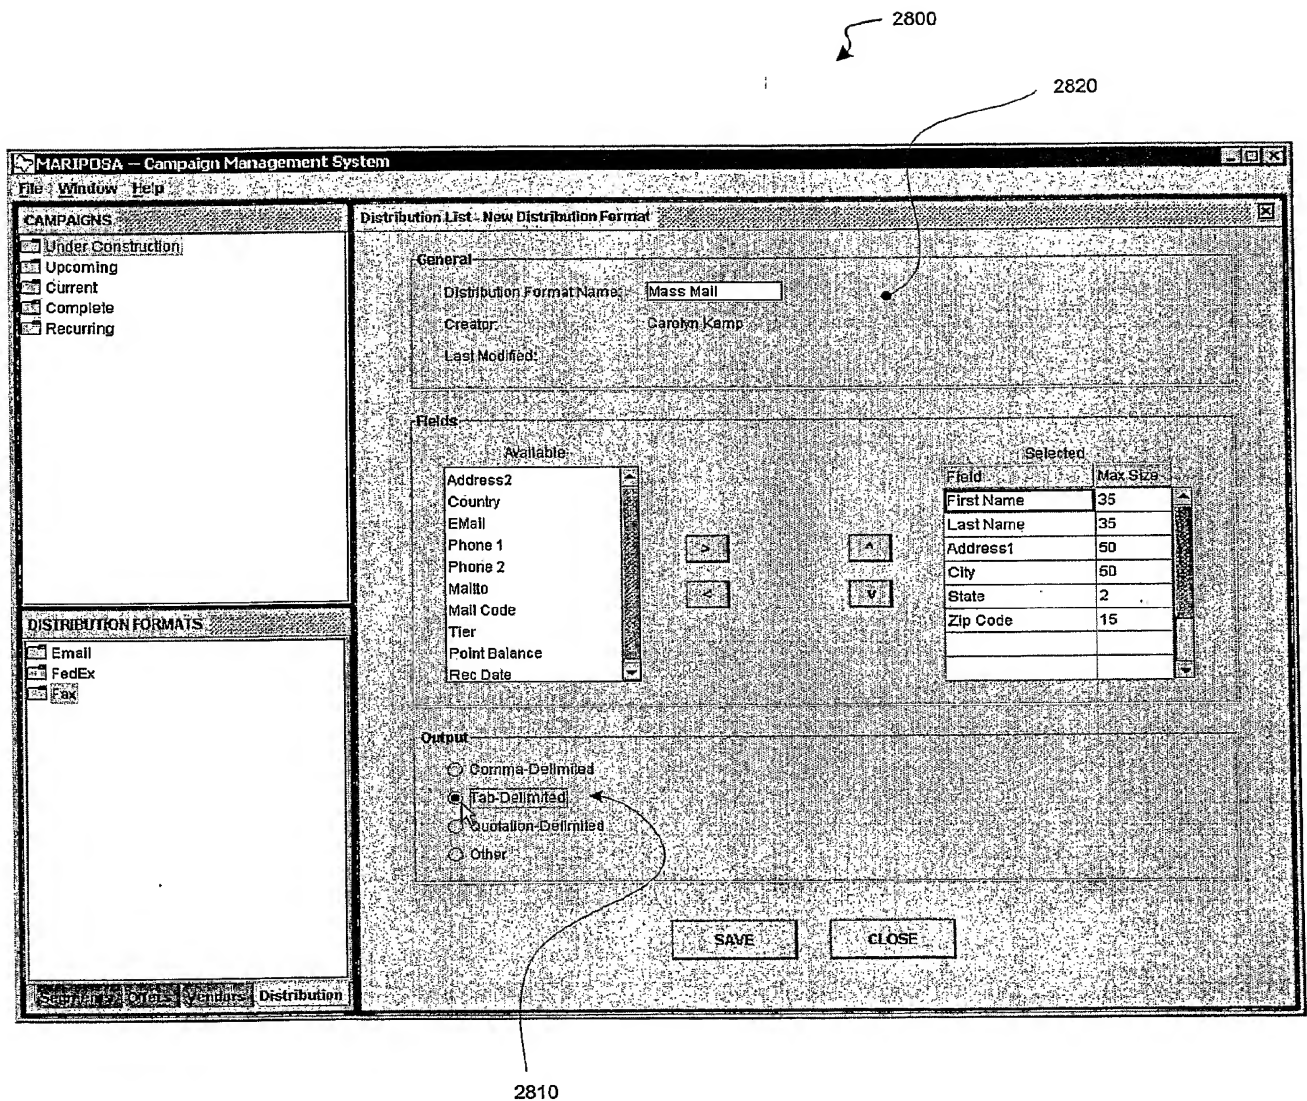 2800
2820
MARIPOSA — Campaign Management System
File Window Help
CAMPAIGNS
Under Construction
Upcoming
Current
Complete
Recurring
DISTRIBUTION FORMATS
Email
FedEx
Fax
Segments Offers Vendors Distribution
Distribution List - New Distribution Format
General
Distribution Format Name: Mass Mail
Creator: Carolyn Kemp
Last Modified:
Fields
Available
Address2
Country
EMail
Phone 1
Phone 2
Mailto
Mail Code
Tier
Point Balance
Rec Date
>
<
^
v
Selected
Field Max Size
First Name 35
Last Name 35
Address1 50
City 50
State 2
Zip Code 15
Output
Comma-Delimited
Tab-Delimited
Quotation-Delimited
Other
SAVE CLOSE
2810